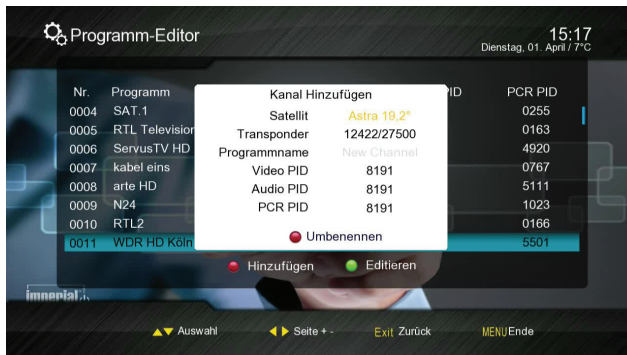 Programm-Editor
15:17
Dienstag, 01. April / 7°C
Nr. Programm PID PCR PID
0004 SAT.1 0255
0005 RTL Televisior 0163
0006 ServusTV HD 4920
0007 kabel eins 0767
0008 arte HD 5111
0009 N24 1023
0010 RTL2 0166
0011 WDR HD Köln 5501
Kanal Hinzufügen
Satellit Astra 19,2°
Transponder 12422/27500
Programmname New Channel
Video PID 8191
Audio PID 8191
PCR PID 8191
Umbenennen
Hinzufügen Editieren
imperial
Auswahl Seite + - Exit Zurück MENU Ende